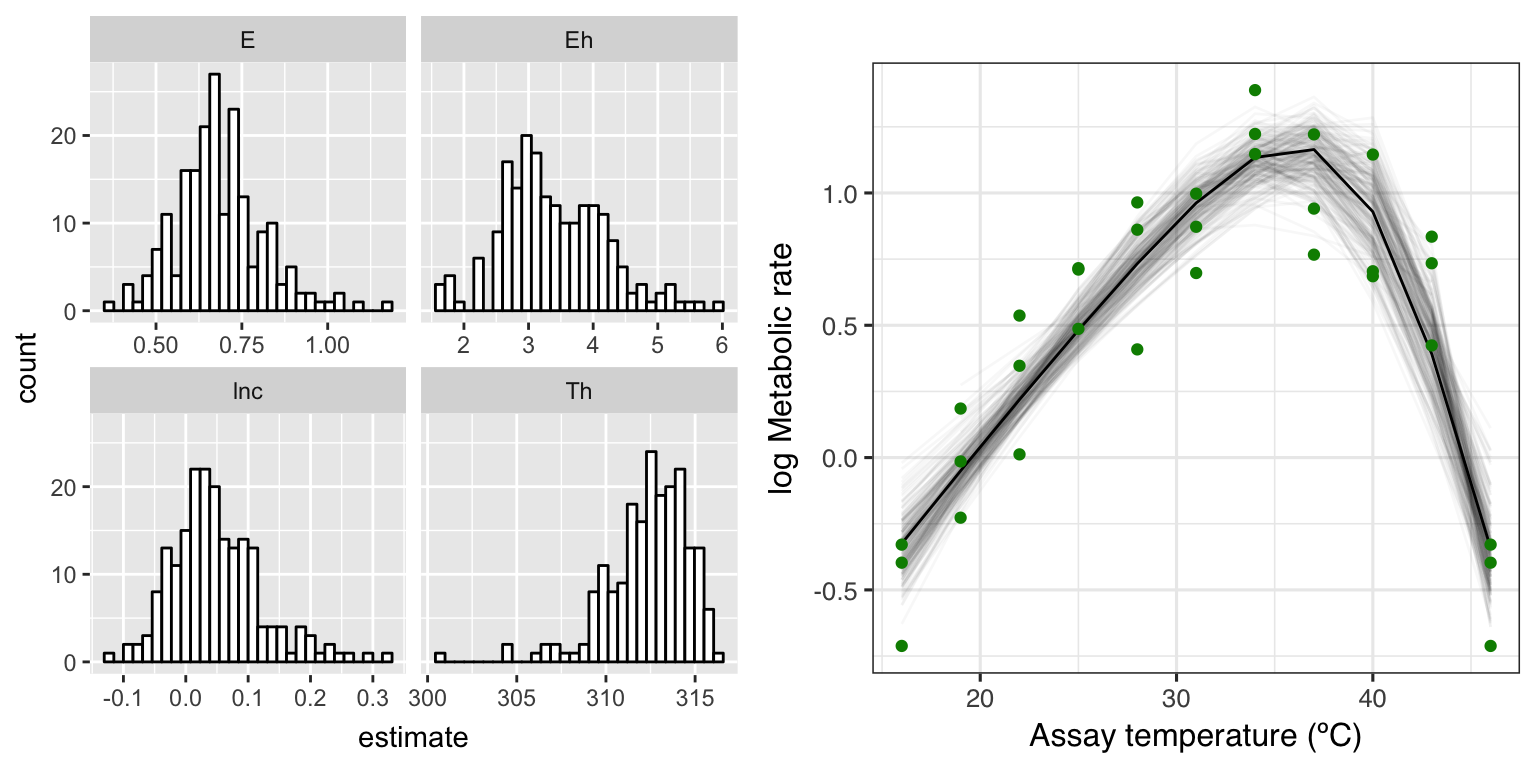 E
Eh
20
10
0
0.50 0.75 1.00
2 3 4 5 6
count
lnc
Th
20
10
0
-0.1 0.0 0.1 0.2 0.3
300 305 310 315
estimate
log Metabolic rate
1.0
0.5
0.0
-0.5
20 30 40
Assay temperature (ºC)